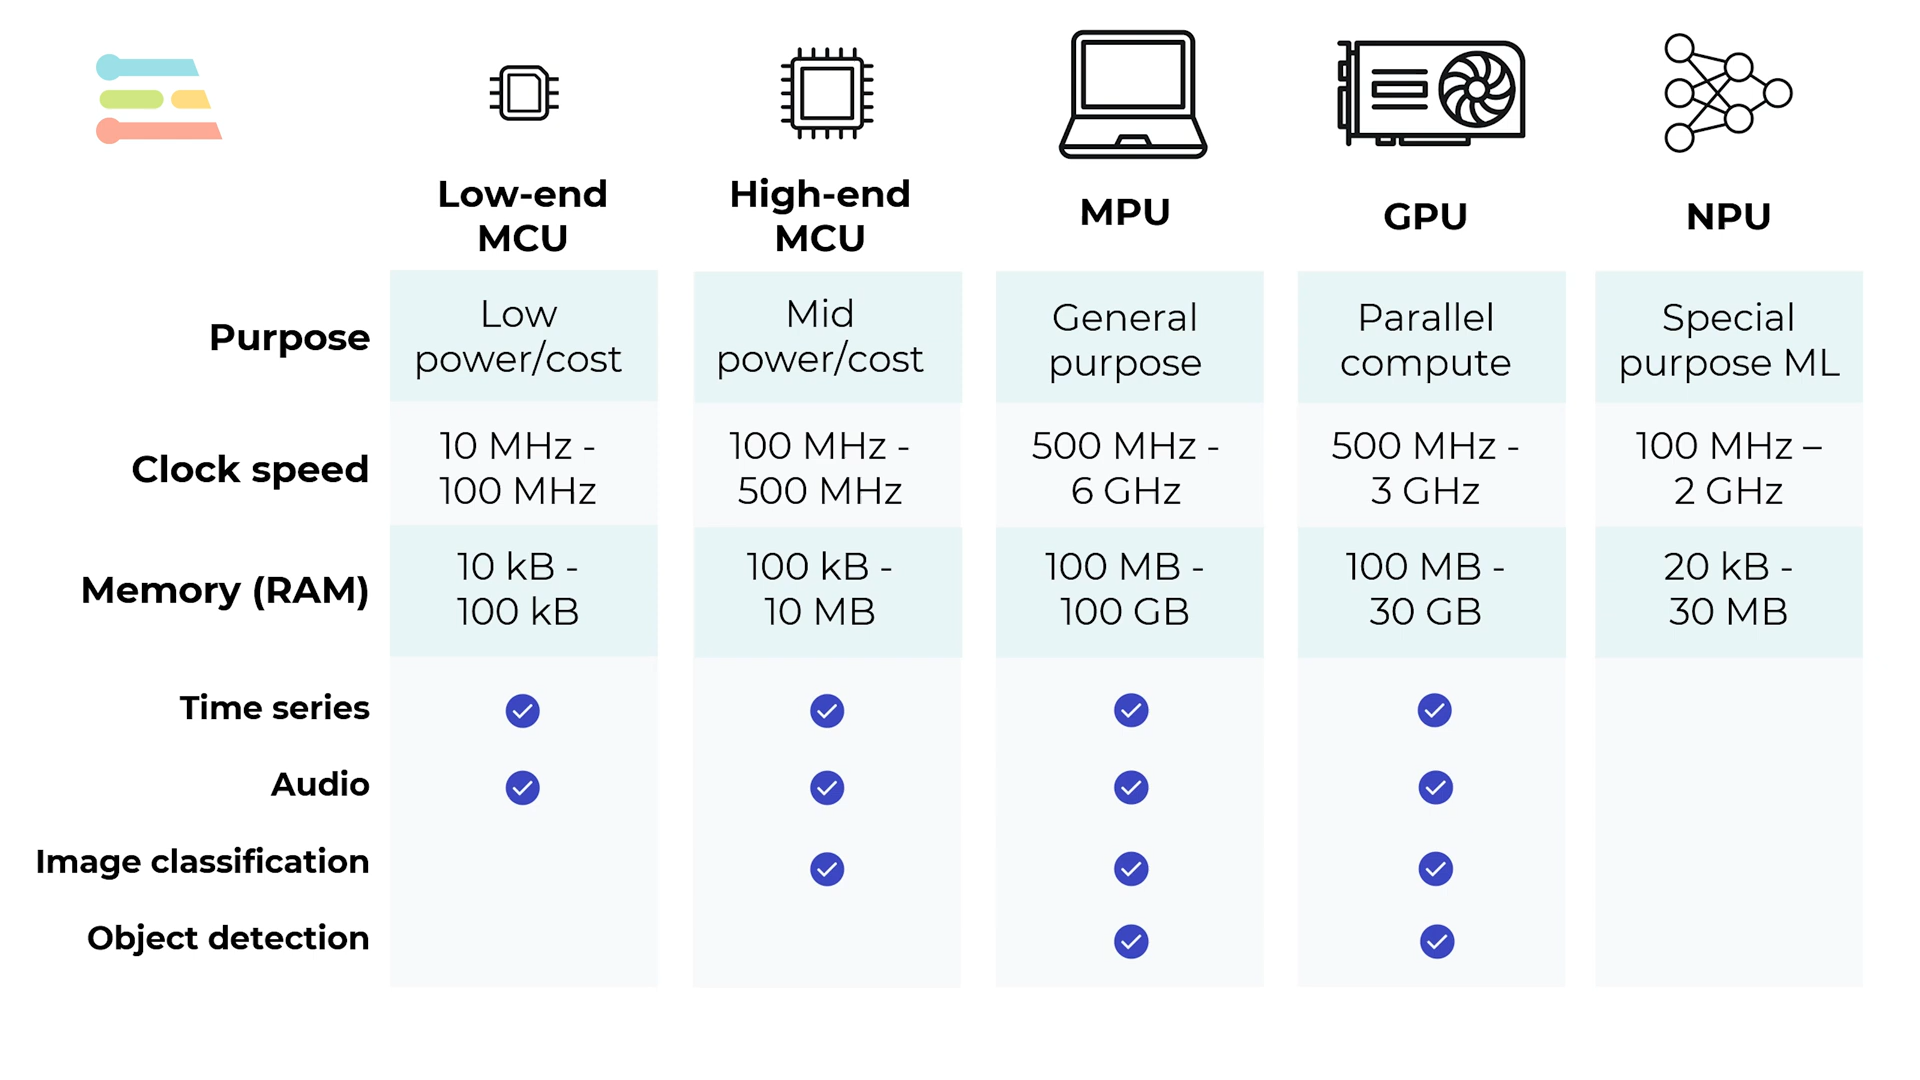 Low-end
MCU
High-end
MCU
MPU
GPU
NPU
Purpose
Low
power/cost
Mid
power/cost
General
purpose
Parallel
compute
Special
purpose ML
Clock speed
10 MHz -
100 MHz
100 MHz -
500 MHz
500 MHz -
6 GHz
500 MHz -
3 GHz
100 MHz –
2 GHz
Memory (RAM)
10 kB -
100 kB
100 kB -
10 MB
100 MB -
100 GB
100 MB -
30 GB
20 kB -
30 MB
Time series
Audio
Image classification
Object detection